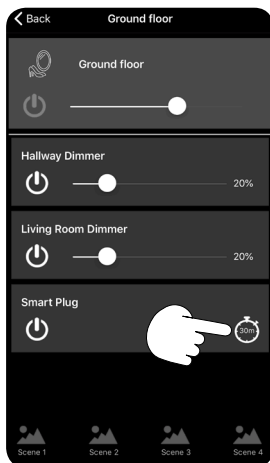 Back Ground floor
Ground floor
Hallway Dimmer
20%
Living Room Dimmer
20%
Smart Plug
30m
Scene 1 Scene 2 Scene 3 Scene 4